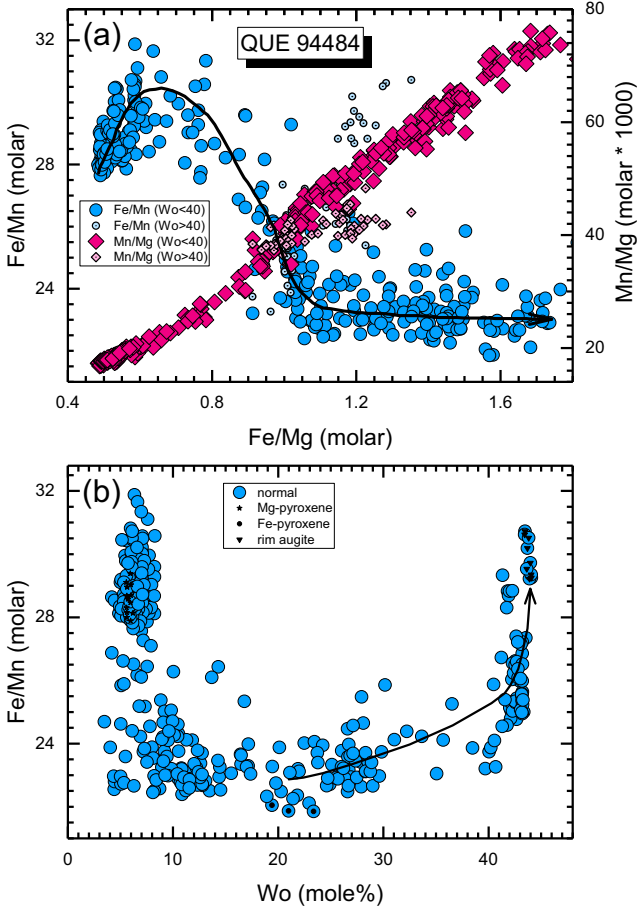 (a)
QUE 94484
32
28
24
Fe/Mn (molar)
80
60
40
20
Mn/Mg (molar * 1000)
Fe/Mn (Wo<40)
Fe/Mn (Wo>40)
Mn/Mg (Wo<40)
Mn/Mg (Wo>40)
0.4 0.8 1.2 1.6
Fe/Mg (molar)
(b)
normal
Mg-pyroxene
Fe-pyroxene
rim augite
32
28
24
Fe/Mn (molar)
0 10 20 30 40
Wo (mole%)